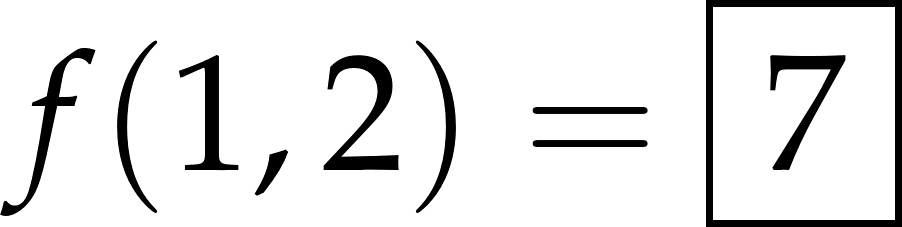 f(1,2) = 7